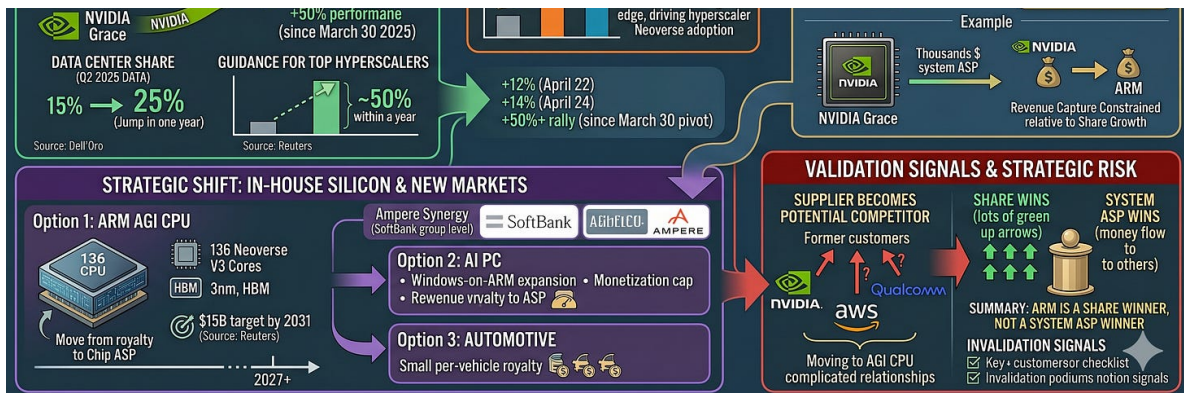 NVIDIA
Grace
NVIDIA
+50% performane
(since March 30 2025)
DATA CENTER SHARE
(Q2 2025 DATA)
15% → 25%
(Jump in one year)
Source: Dell'Oro
GUIDANCE FOR TOP HYPERSCALERS
~50%
within a year
Source: Reuters
edge, driving hyperscaler
Neoverse adoption
+12% (April 22)
+14% (April 24)
+50%+ rally (since March 30 pivot)
Example
NVIDIA
NVIDIA Grace
Thousands $
system ASP
NVIDIA
$
$
ARM
Revenue Capture Constrained
relative to Share Growth
STRATEGIC SHIFT: IN-HOUSE SILICON & NEW MARKETS
Option 1: ARM AGI CPU
136
CPU
136 Neoverse
V3 Cores
HBM
3nm, HBM
$15B target by 2031
(Source: Reuters)
Move from royalty
to Chip ASP
2027+
Ampere Synergy
(SoftBank group level)
SoftBank
AMPERE
Option 2: AI PC
• Windows-on-ARM expansion
• Monetization cap
• Rewenue vrvalty to ASP
Option 3: AUTOMOTIVE
Small per-vehicle royalty
VALIDATION SIGNALS & STRATEGIC RISK
SUPPLIER BECOMES
POTENTIAL COMPETITOR
Former customers
?
?
NVIDIA.
aws
Qualcomm
Moving to AGI CPU
complicated relationships
SHARE WINS
(lots of green
up arrows)
SYSTEM
ASP WINS
(money flow
to
to others)
SUMMARY: ARM IS A SHARE WINNER,
NOT A SYSTEM ASP WINNER
INVALIDATION SIGNALS
Key• customersor checklist
Invalidation podiums notion signals